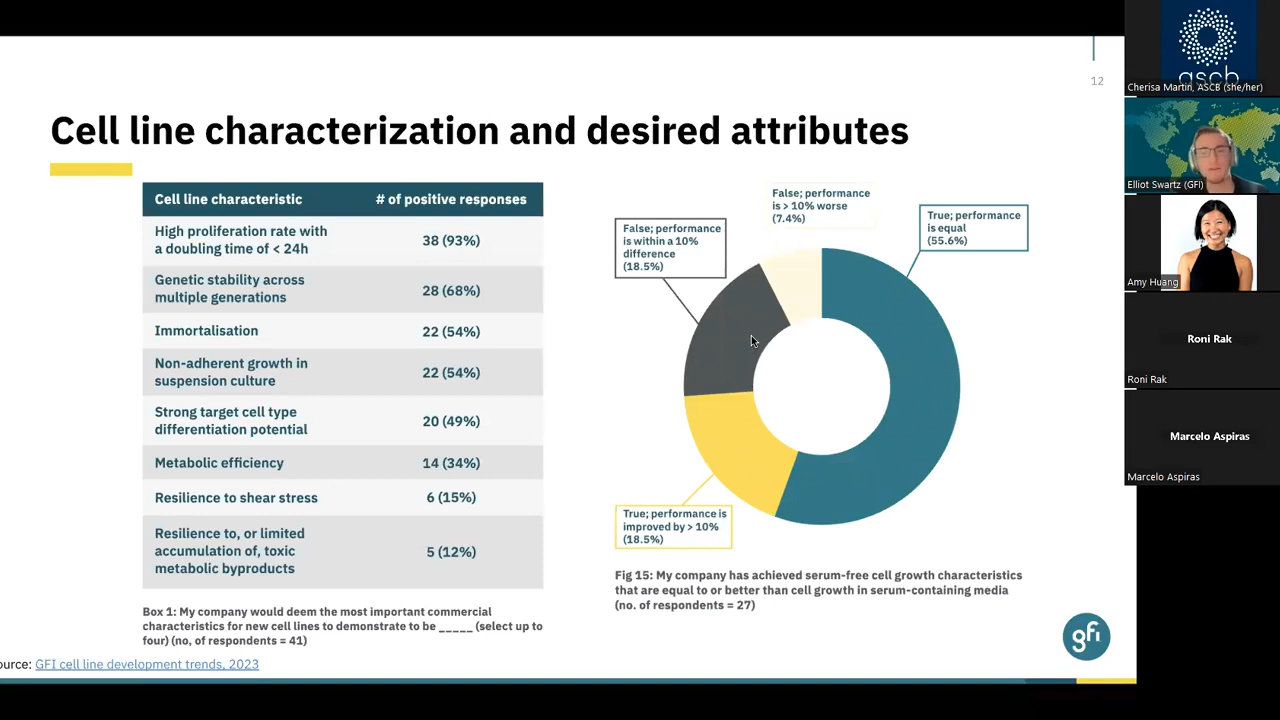 12
Cell line characterization and desired attributes
Cell line characteristic # of positive responses
High proliferation rate with
a doubling time of < 24h
38 (93%)
Genetic stability across
multiple generations
28 (68%)
Immortalisation 22 (54%)
Non-adherent growth in
suspension culture
22 (54%)
Strong target cell type
differentiation potential
20 (49%)
Metabolic efficiency 14 (34%)
Resilience to shear stress 6 (15%)
Resilience to, or limited
accumulation of, toxic
metabolic byproducts
5 (12%)
Box 1: My company would deem the most important commercial
characteristics for new cell lines to demonstrate to be _____ (select up to
four) (no, of respondents = 41)
ource: GFI cell line development trends, 2023
False; performance
is > 10% worse
(7.4%)
True; performance
is equal
(55.6%)
False; performance
is within a 10%
difference
(18.5%)
True; performance is
improved by > 10%
(18.5%)
Fig 15: My company has achieved serum-free cell growth characteristics
that are equal to or better than cell growth in serum-containing media
(no. of respondents = 27)
gfi
ascb
Cherisa Martin, ASCB (she/her)
Elliot Swartz (GFI)
Amy Huang
Roni Rak
Roni Rak
Marcelo Aspiras
Marcelo Aspiras